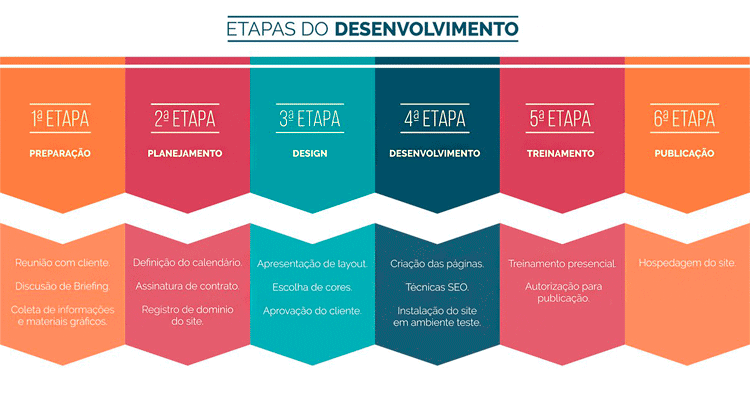 ETAPAS DO DESENVOLVIMENTO
1ª ETAPA
PREPARAÇÃO
Reunião com cliente.
Discusão de Briefing.
Coleta de informações
e materiais gráficos.
2ª ETAPA
PLANEJAMENTO
Definição do calendário.
Assinatura de contrato.
Registro de domínio
do site.
3ª ETAPA
DESIGN
Apresentação de layout.
Escolha de cores.
Aprovação do cliente.
4ª ETAPA
DESENVOLVIMENTO
Criação das páginas.
Técnicas SEO.
Instalação do site
em ambiente teste.
5ª ETAPA
TREINAMENTO
Treinamento presencial.
Autorização para
publicação.
6ª ETAPA
PUBLICAÇÃO
Hospedagem do site.